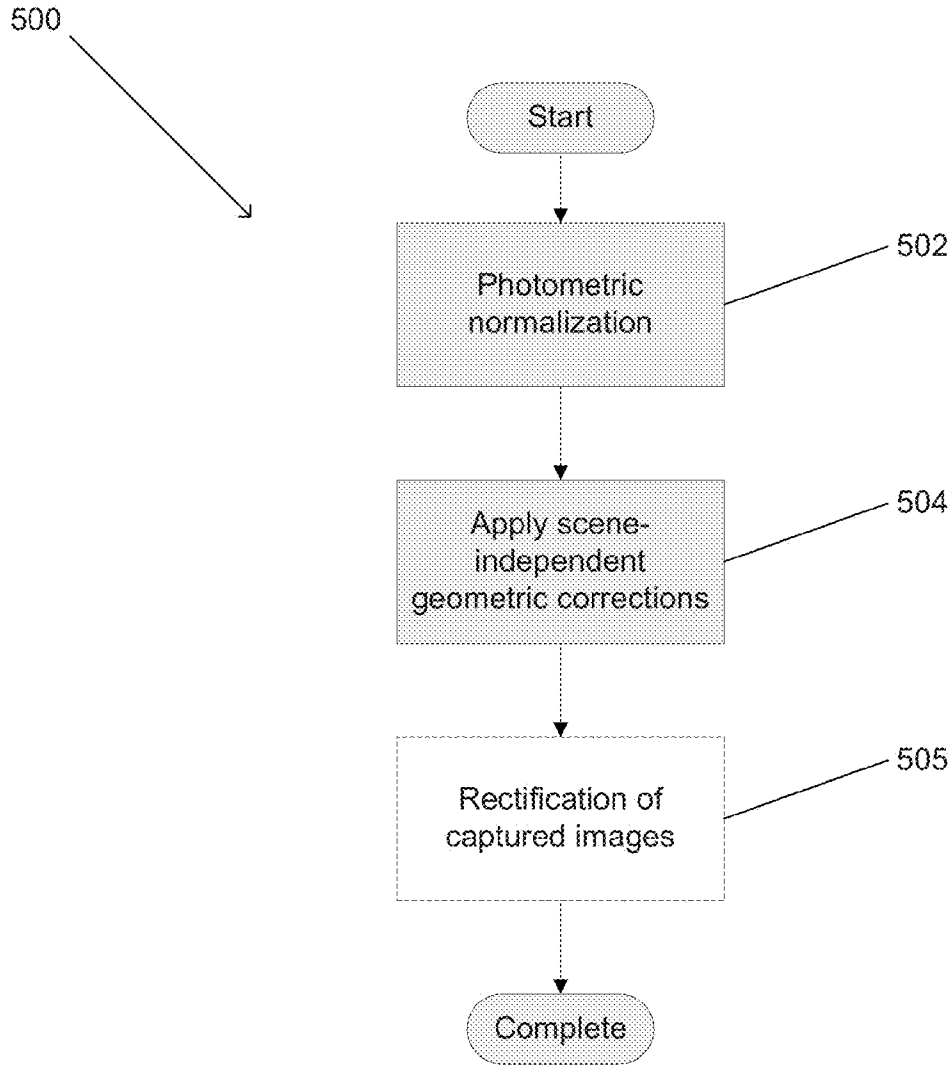 500
Start
502
Photometric
normalization
504
Apply scene-
independent
geometric corrections
505
Rectification of
captured images
Complete